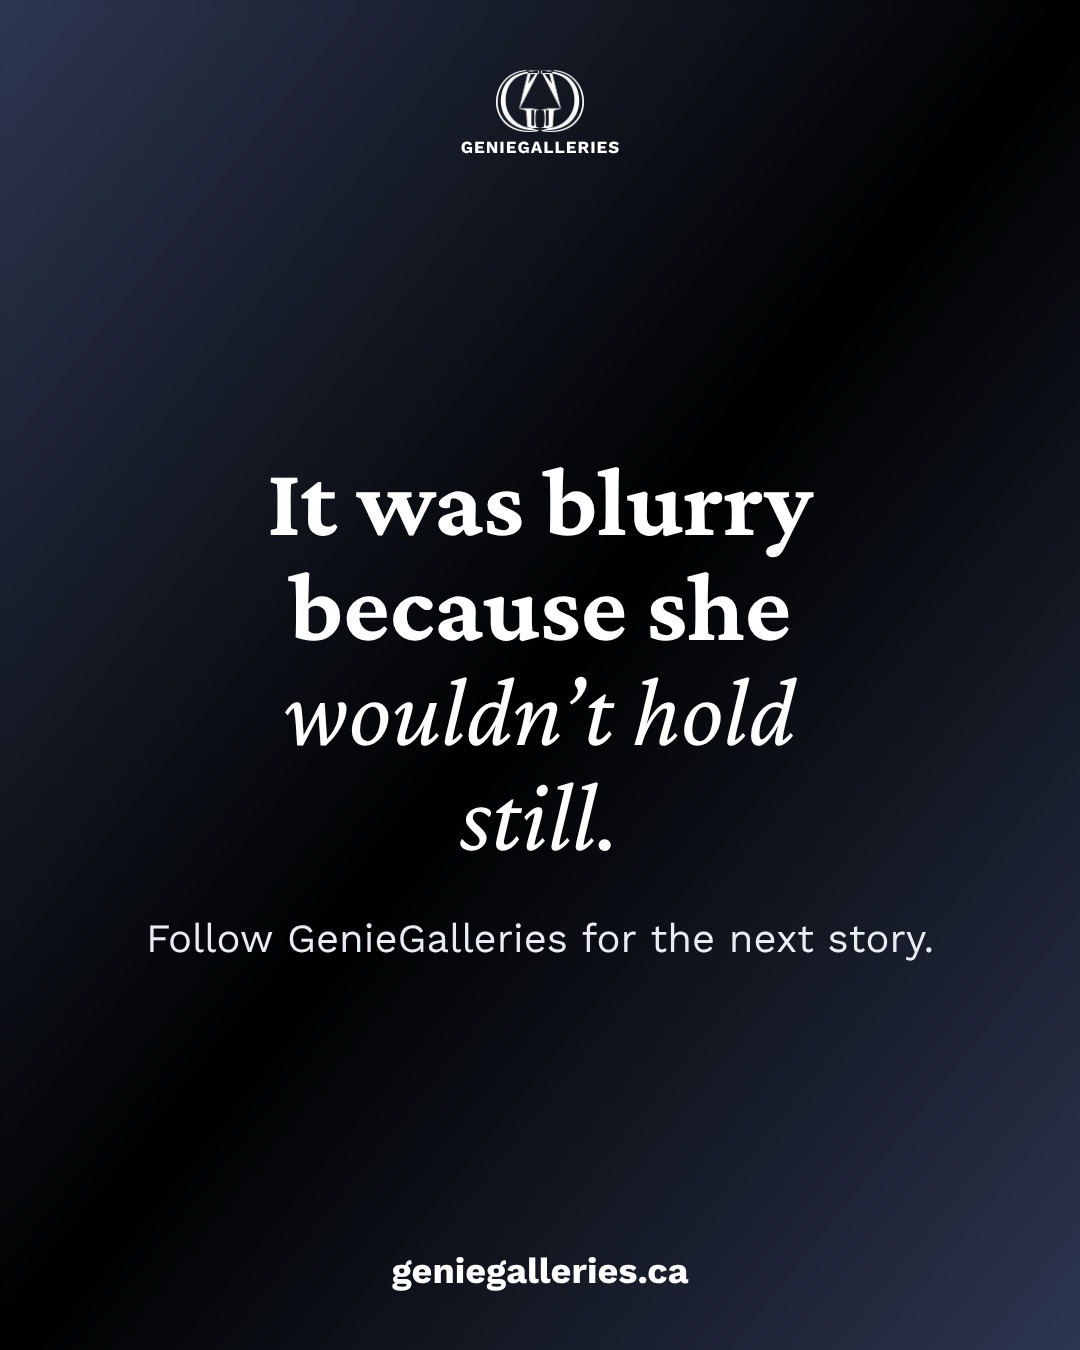 GENIEGALLERIES
It was blurry
because she
wouldn’t hold
still.
Follow GenieGalleries for the next story.
geniegalleries.ca